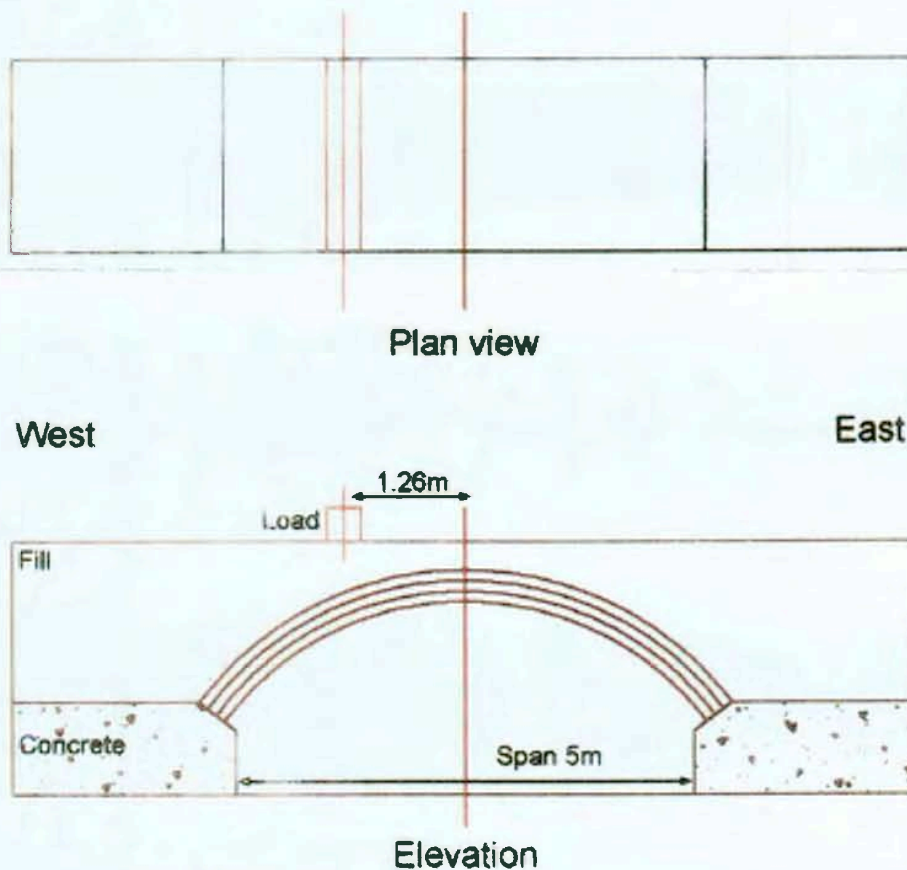 Plan view
West
East
1.26m
Load
Fill
Concrete
Span 5m
Elevation